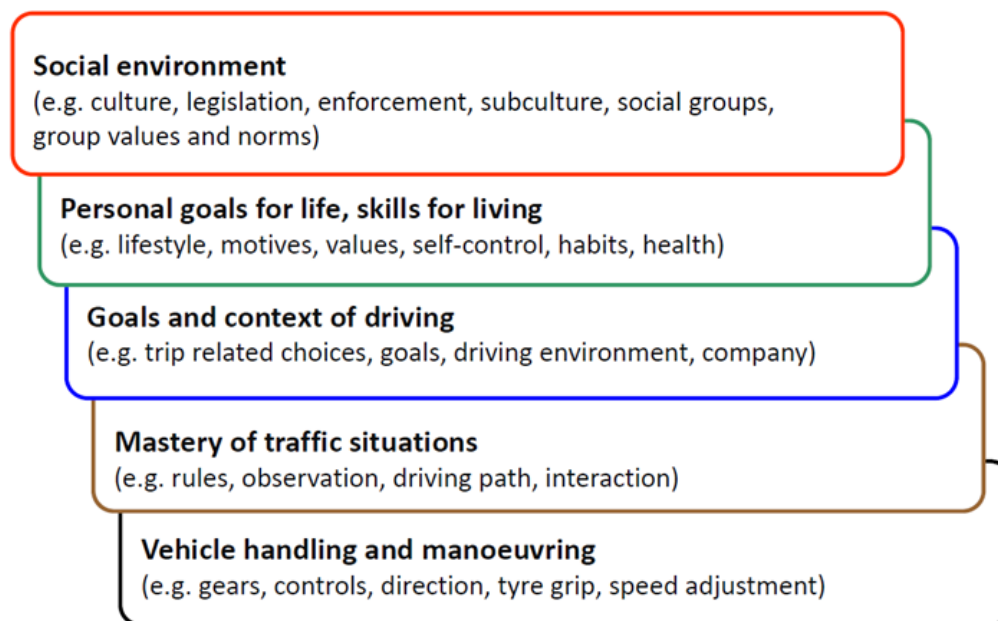 Social environment
(e.g. culture, legislation, enforcement, subculture, social groups,
group values and norms)
Personal goals for life, skills for living
(e.g. lifestyle, motives, values, self-control, habits, health)
Goals and context of driving
(e.g. trip related choices, goals, driving environment, company)
Mastery of traffic situations
(e.g. rules, observation, driving path, interaction)
Vehicle handling and manoeuvring
(e.g. gears, controls, direction, tyre grip, speed adjustment)